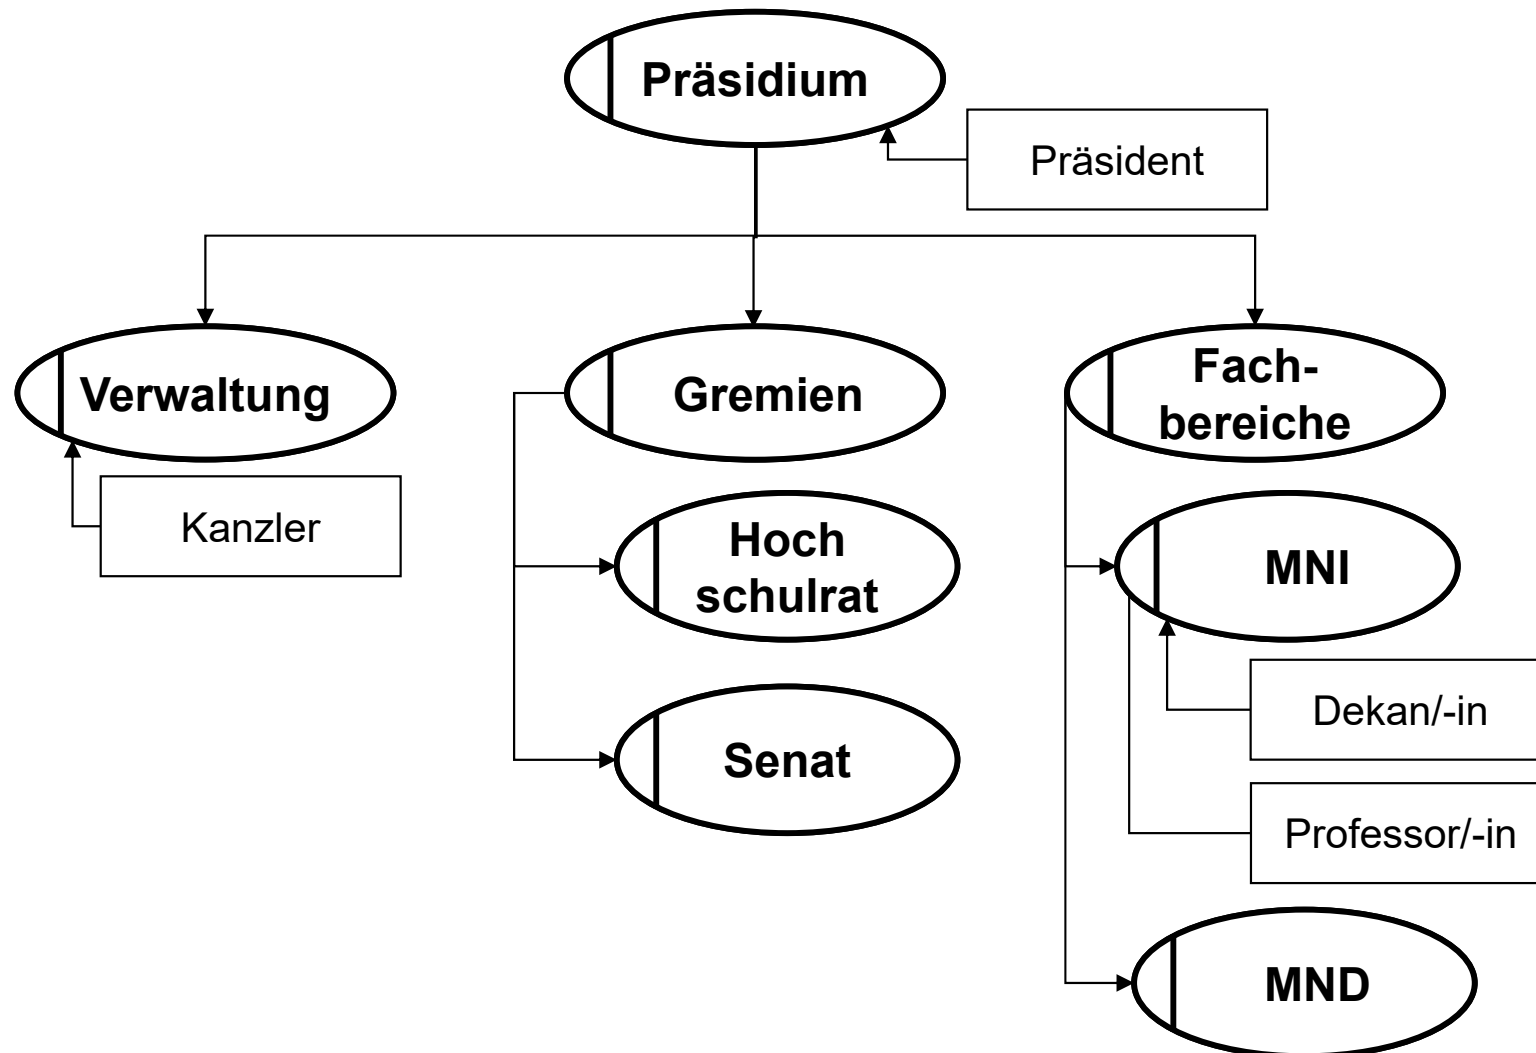 Präsidium
Präsident
Verwaltung
Kanzler
Gremien
Hoch
schulrat
Senat
Fach-
bereiche
MNI
Dekan/-in
Professor/-in
MND